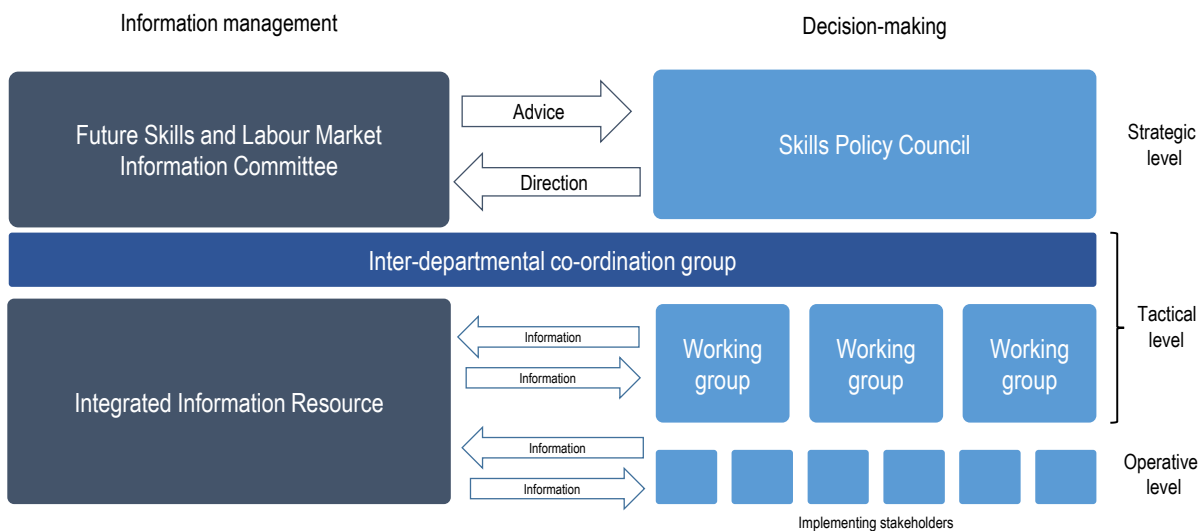 Information management
Decision-making
Future Skills and Labour Market
Information Committee
Advice
Direction
Skills Policy Council
Strategic
level
Inter-departmental co-ordination group
Integrated Information Resource
Information
Information
Working
group
Working
group
Working
group
Tactical
level
Information
Information
Operative
level
Implementing stakeholders